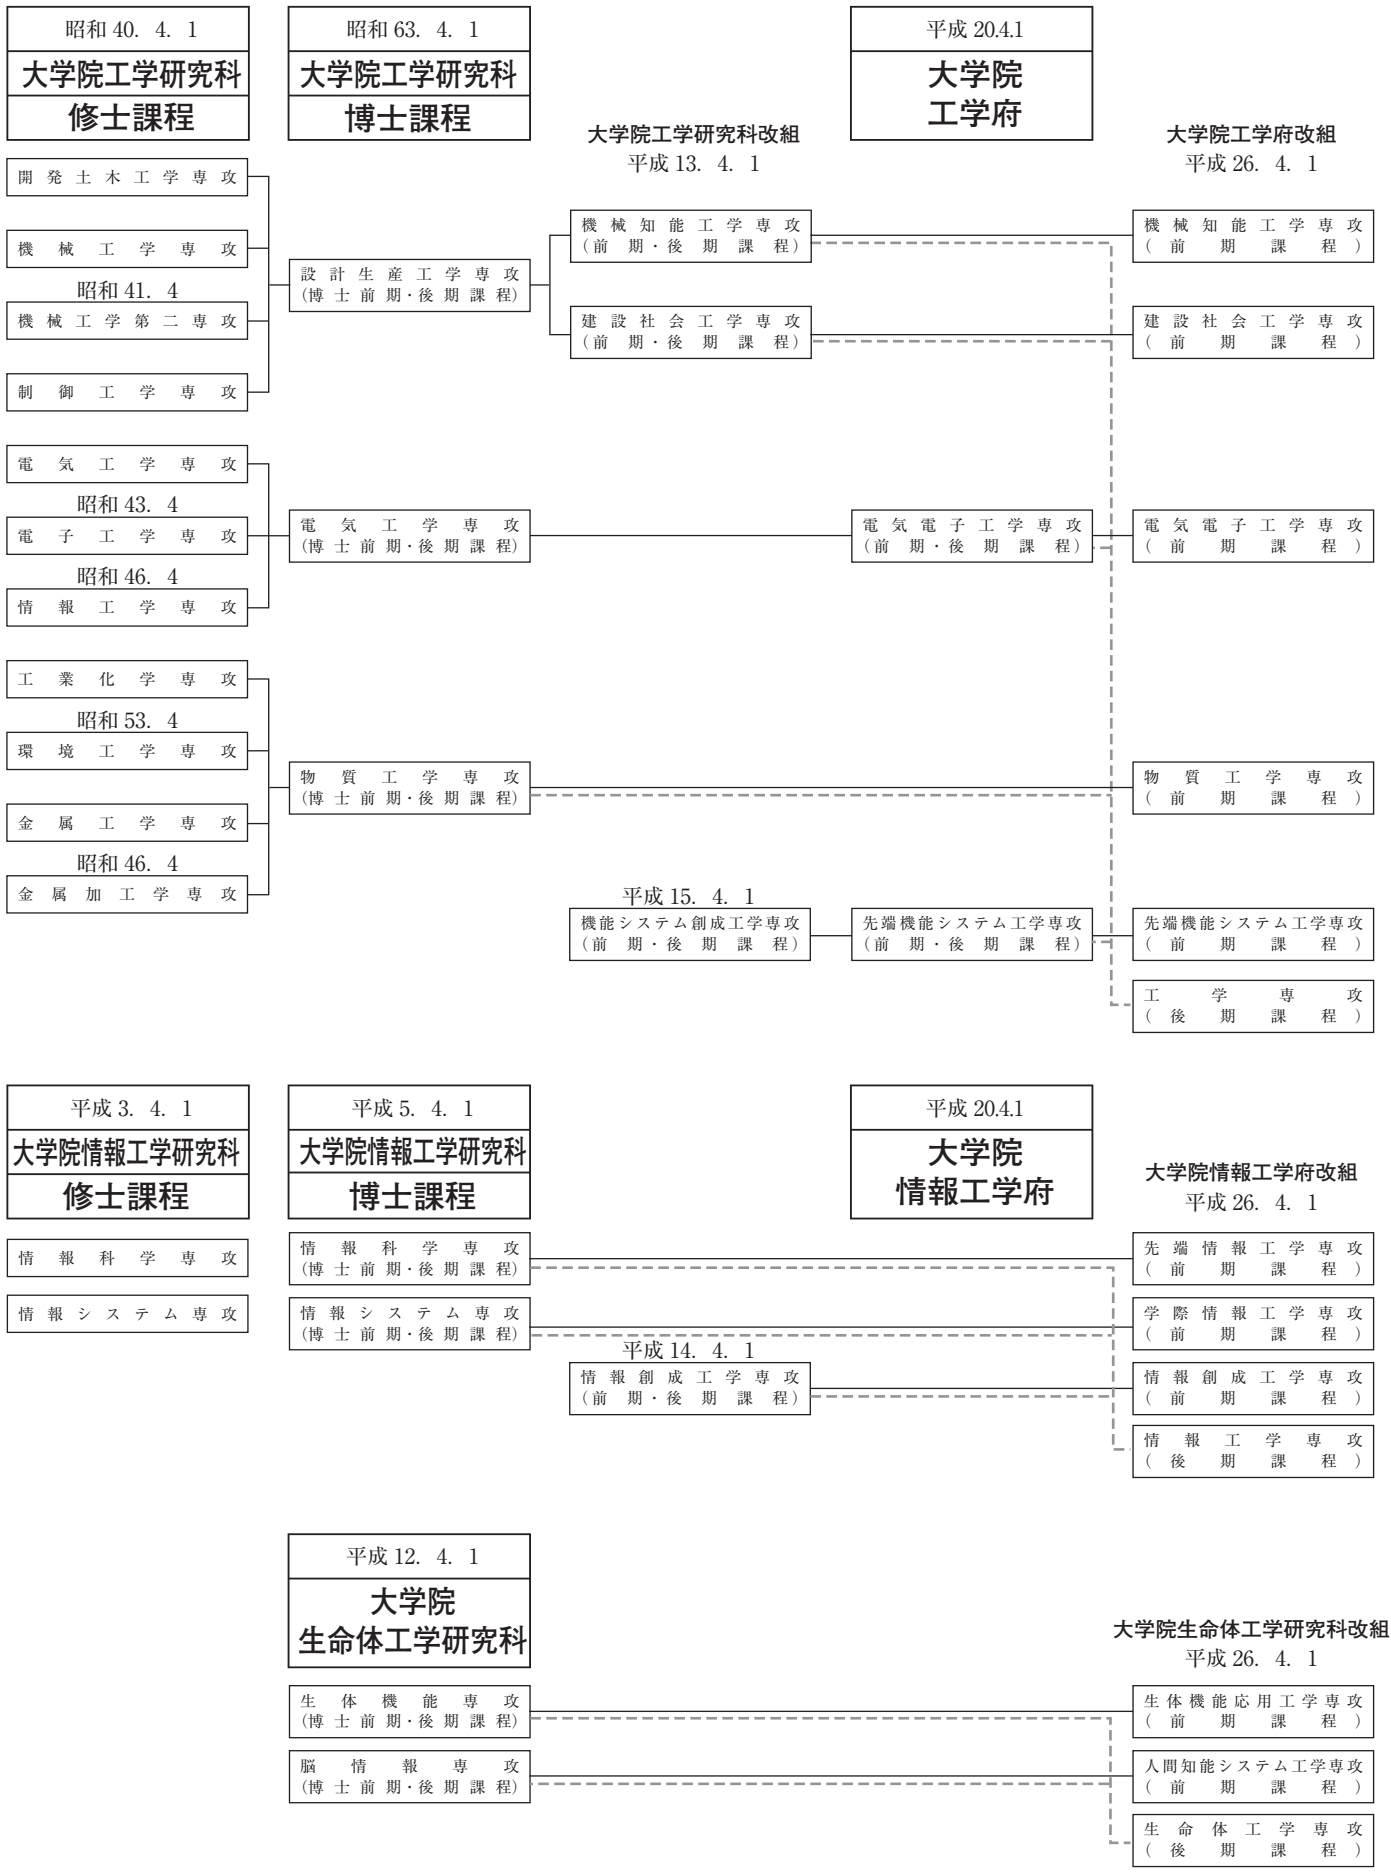 昭和 40. 4. 1
大学院工学研究科
修士課程
昭和 63. 4. 1
大学院工学研究科
博士課程
平成 20.4.1
大学院
工学府
大学院工学研究科改組
平成 13. 4. 1
大学院工学府改組
平成 26. 4. 1
開発土木工学専攻
機械工学専攻
昭和 41. 4
機械工学第二専攻
制御工学専攻
設計生産工学専攻
(博士前期・後期課程)
機械知能工学専攻
(前期・後期課程)
建設社会工学専攻
(前期・後期課程)
機械知能工学専攻
(前期課程)
建設社会工学専攻
(前期課程)
電気工学専攻
昭和 43. 4
電子工学専攻
昭和 46. 4
情報工学専攻
電気工学専攻
(博士前期・後期課程)
電気電子工学専攻
(前期・後期課程)
電気電子工学専攻
(前期課程)
工業化学専攻
昭和 53. 4
環境工学専攻
金属工学専攻
昭和 46. 4
金属加工学専攻
物質工学専攻
(博士前期・後期課程)
物質工学専攻
(前期課程)
平成 15. 4. 1
機能システム創成工学専攻
(前期・後期課程)
先端機能システム工学専攻
(前期・後期課程)
先端機能システム工学専攻
(前期課程)
工学専攻
(後期課程)
平成 3. 4. 1
大学院情報工学研究科
修士課程
平成 5. 4. 1
大学院情報工学研究科
博士課程
平成 20.4.1
大学院
情報工学府
大学院情報工学府改組
平成 26. 4. 1
情報科学専攻
情報システム専攻
情報科学専攻
(博士前期・後期課程)
情報システム専攻
(博士前期・後期課程)
平成 14. 4. 1
情報創成工学専攻
(前期・後期課程)
先端情報工学専攻
(前期課程)
学際情報工学専攻
(前期課程)
情報創成工学専攻
(前期課程)
情報工学専攻
(後期課程)
平成 12. 4. 1
大学院
生命体工学研究科
大学院生命体工学研究科改組
平成 26. 4. 1
生体機能専攻
(博士前期・後期課程)
脳情報専攻
(博士前期・後期課程)
生体機能応用工学専攻
(前期課程)
人間知能システム工学専攻
(前期課程)
生命体工学専攻
(後期課程)